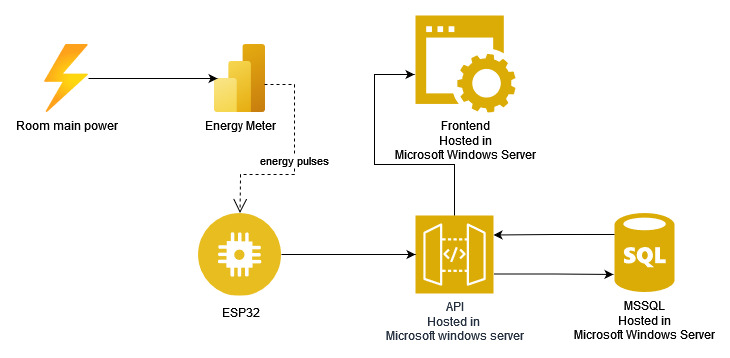 Room main power
Energy Meter
Frontend
Hosted in
Microsoft Windows Server
energy pulses
SQL
</>
ESP32
API
Hosted in
Microsoft windows server
MSSQL
Hosted in
Microsoft Windows Server